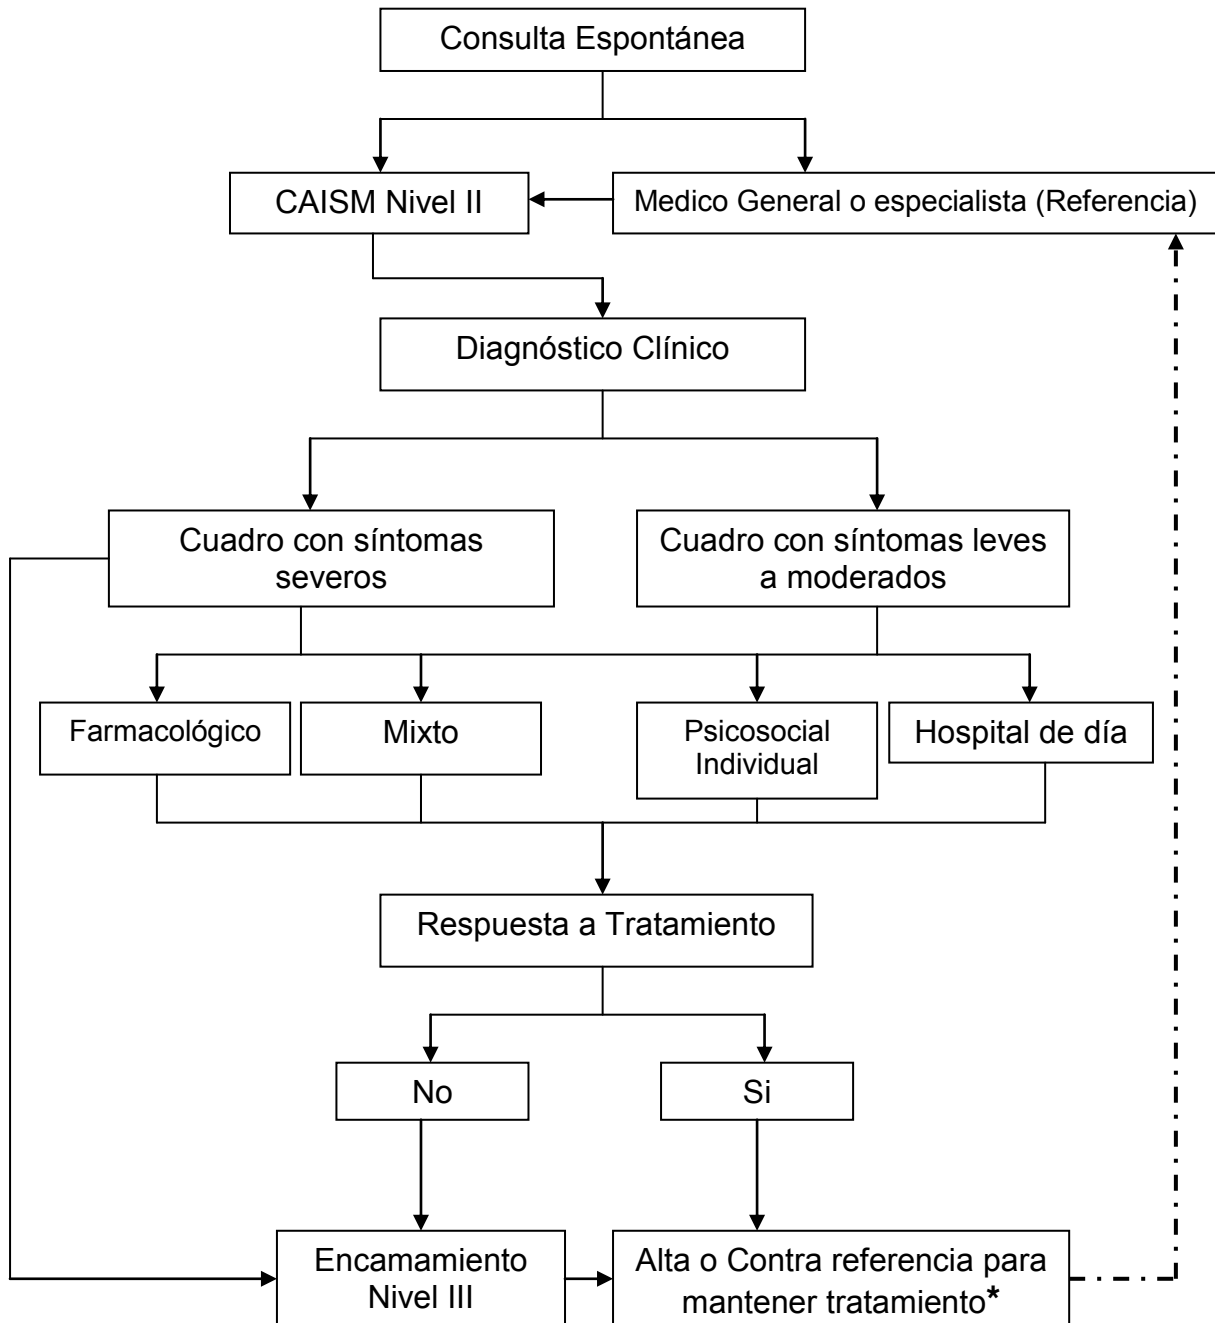 Consulta Espontánea
CAISM Nivel II
Medico General o especialista (Referencia)
Diagnóstico Clínico
Cuadro con síntomas
severos
Cuadro con síntomas leves
a moderados
Farmacológico
Mixto
Psicosocial
Individual
Hospital de día
Respuesta a Tratamiento
No
Si
Encamamiento
Nivel III
Alta o Contra referencia para
mantener tratamiento*